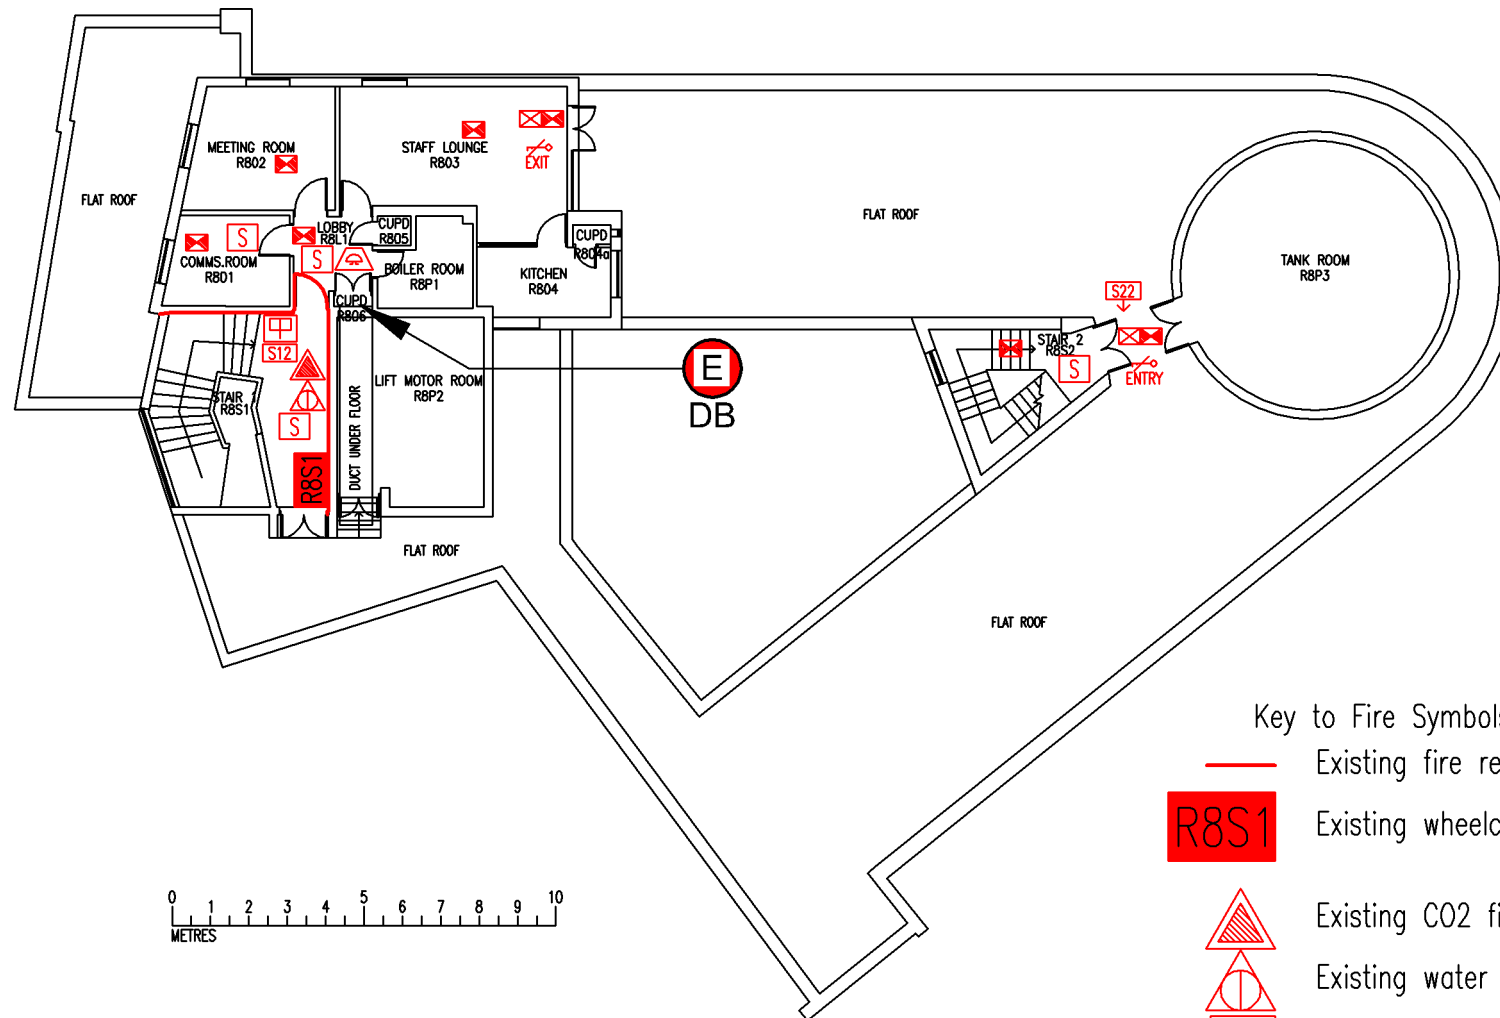 FLAT ROOF
MEETING ROOM
R802
STAFF LOUNGE
R803
EXIT
S
COMMS.ROOM
R801
LOBBY
R8L1
S
CUPD
R805
BOILER ROOM
R8P1
CUPD
R804a
KITCHEN
R804
CUPD
R806
S12
S
R8S1
R8S1
DUCT UNDER FLOOR
LIFT MOTOR ROOM
R8P2
E
DB
FLAT ROOF
FLAT ROOF
STAIR 2
R8S2
S
S22
ENTRY
TANK ROOM
R8P3
FLAT ROOF
0 1 2 3 4 5 6 7 8 9 10
METRES
Key to Fire Symbols
Existing fire re
R8S1
Existing wheelc
Existing CO2 fi
Existing water